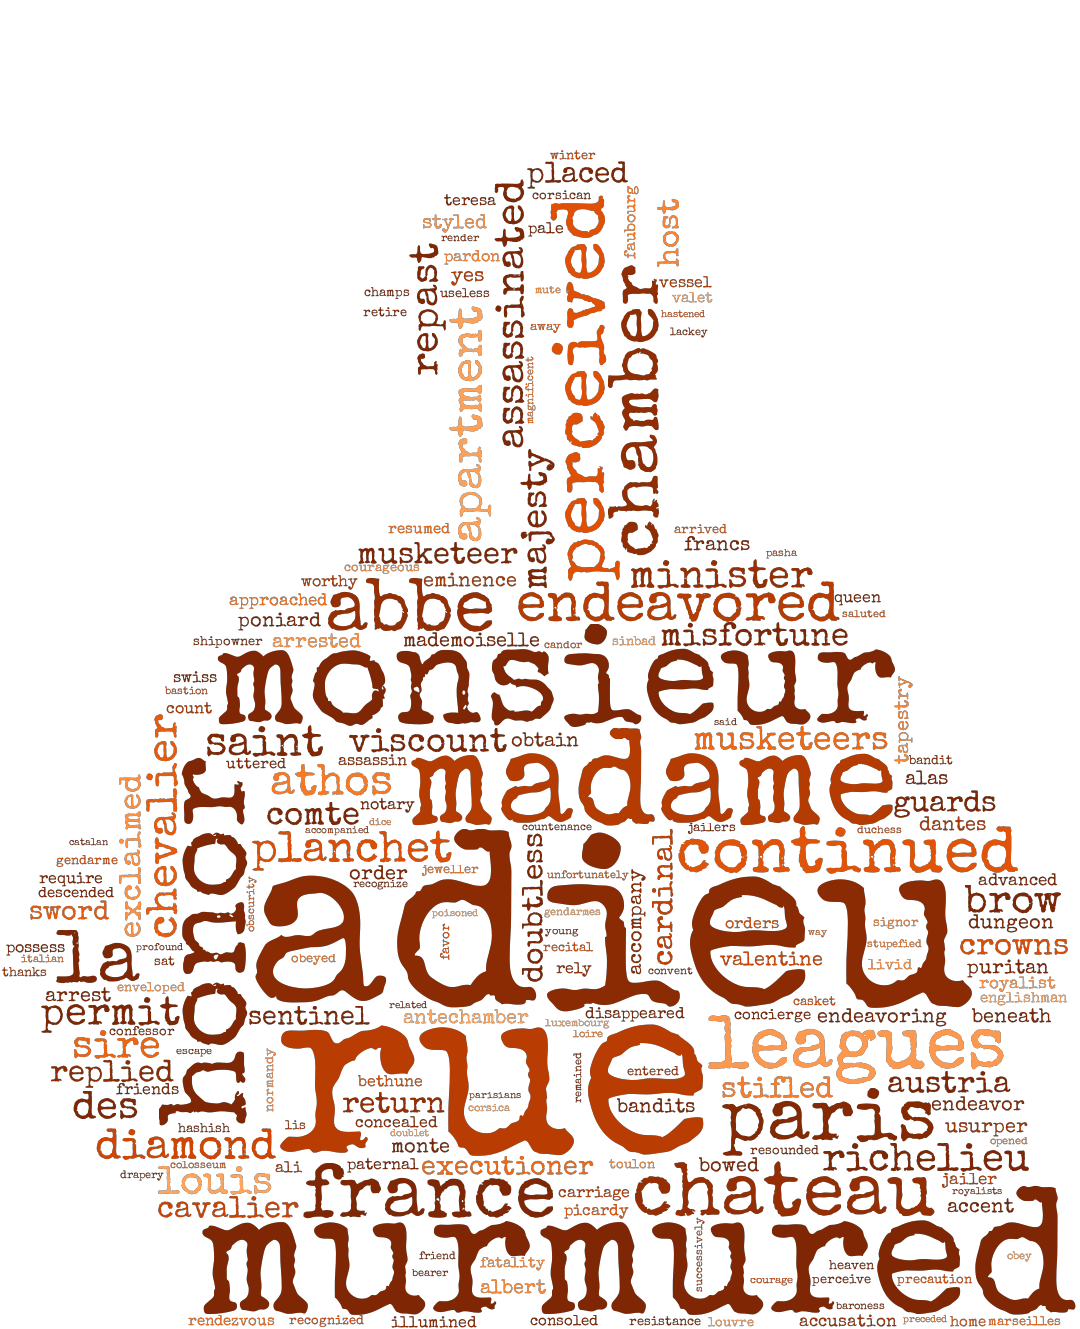 winter
placed
teresa
assassinated
corsican
perceived
faubourg
host
styled
render
pale
repast
pardon
yes
chamber
vessel
champs
useless
mute
valet
retire
apartment
away
hastened
lackey
magnificent
majesty
resumed
arrived
musketeer
francs
pasha
courageous
worthy
eminence
minister
approached
abbe
endeavored
queen
poniard
saluted
shipowner
arrested
mademoiselle
candor
sinbad
misfortune
swiss
monsieur
bastion
count
tapestry
chevalier
said
saint
viscount
obtain
musketeers
uttered
assassin
madame
bandit
honor
athos
alas
exclaimed
comte
notary
guards
dice
accompanied
countenance
jailers
duchess
dantes
catalan
planchet
continued
gendarme
order
jeweller
doubtless
cardinal
require
recognize
unfortunately
accompany
advanced
descended
obscurity
adieu
brow
sword
poisoned
gendarmes
orders
signor
dungeon
favor
young
way
possess
la
profound
recital
stupefied
crowns
italian
sat
obeyed
rely
valentine
livid
puritan
thanks
convent
royalist
enveloped
arrest
casket
englishman
permit
sentinel
related
disappeared
concierge
endeavoring
beneath
antechamber
luxembourg
confessor
rue
loire
leagues
sire
escape
normandy
remained
replied
bethune
entered
stifled
austria
friends
parisians
des
return
corsica
bandits
paris
endeavor
hashish
lis
concealed
usurper
doublet
opened
diamond
monte
resounded
richelieu
colosseum
ali
paternal
executioner
toulon
bowed
drapery
louis
jailer
france
carriage
chateau
royalists
cavalier
picardy
accent
murmured
successively
friend
fatality
heaven
obey
bearer
albert
courage
perceive
precaution
baroness
rendezvous
recognized
illumined
consoled
resistance
louvre
accusation
preceded
home
marseilles